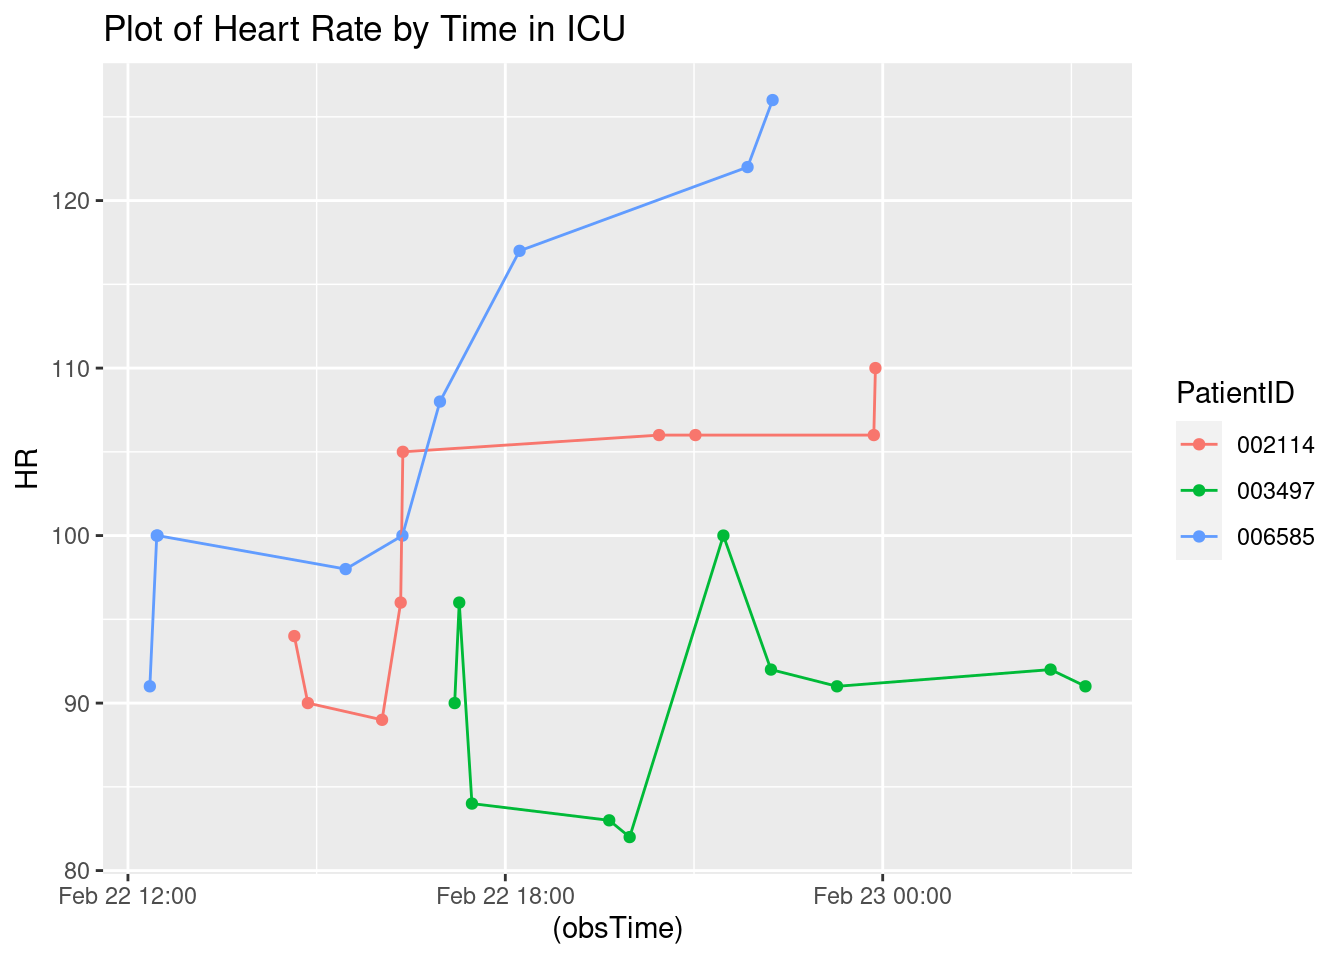 Plot of Heart Rate by Time in ICU
120
110
100
90
80
HR
Feb 22 12:00
Feb 22 18:00
Feb 23 00:00
(obsTime)
PatientID
002114
003497
006585